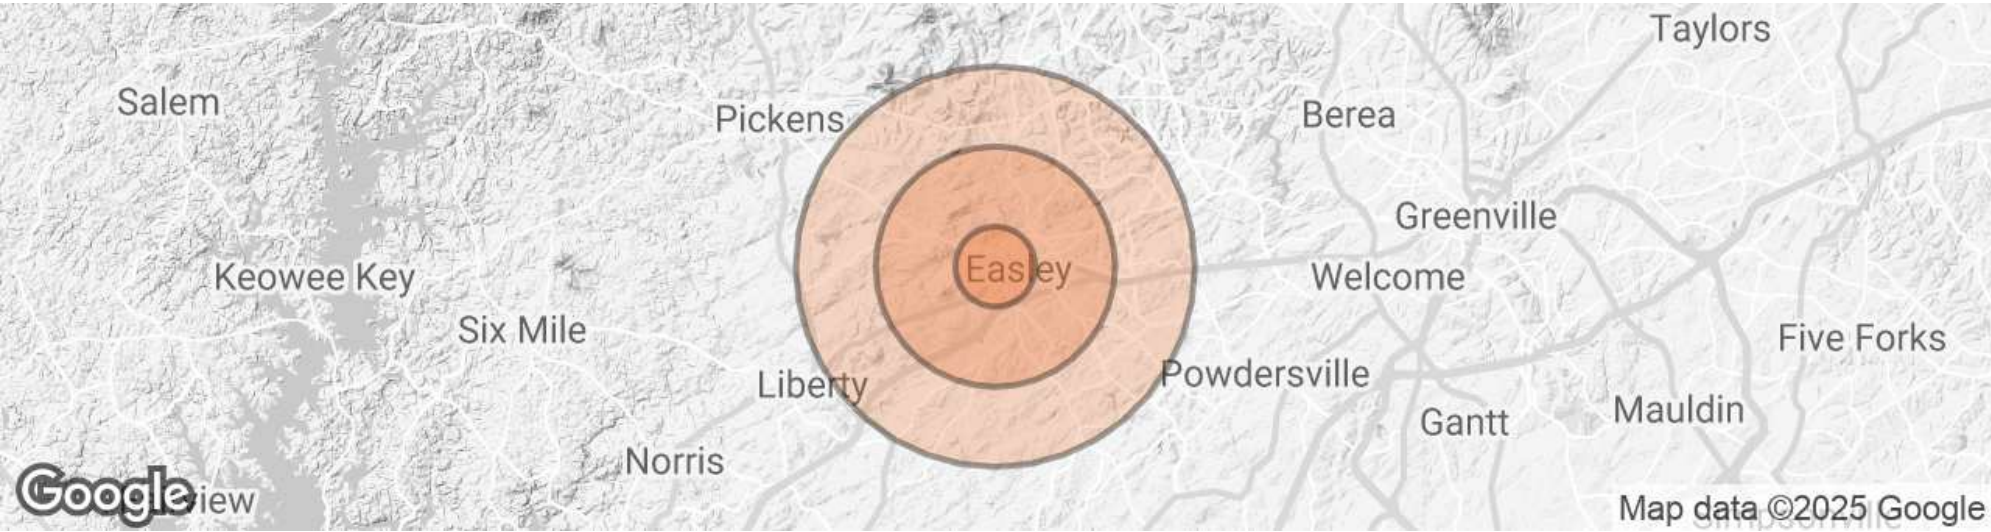 Taylors
Salem
Pickens
Berea
Greenville
Easley
Keowee Key
Welcome
Six Mile
Five Forks
Liberty
Powdersville
Mauldin
Gantt
Norris
Google
view
Map data ©2025 Google